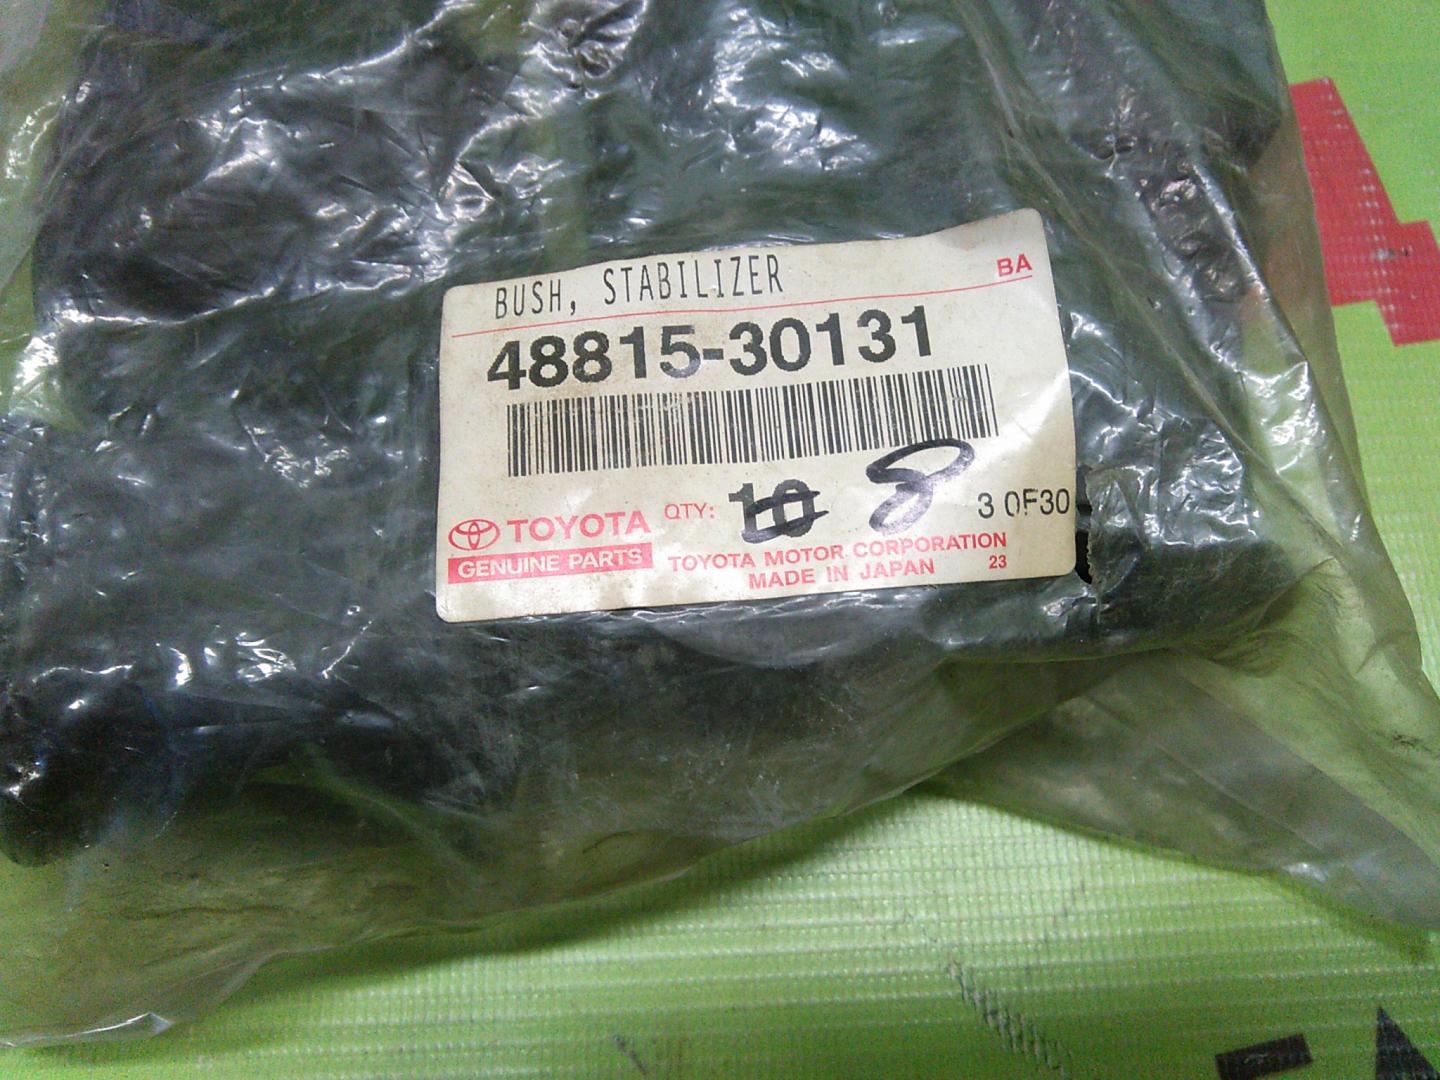 BUSH, STABILIZER
BA
48815-30131
QTY: 10 8
3 OF30
TOYOTA
GENUINE PARTS
TOYOTA MOTOR CORPORATION
MADE IN JAPAN
23